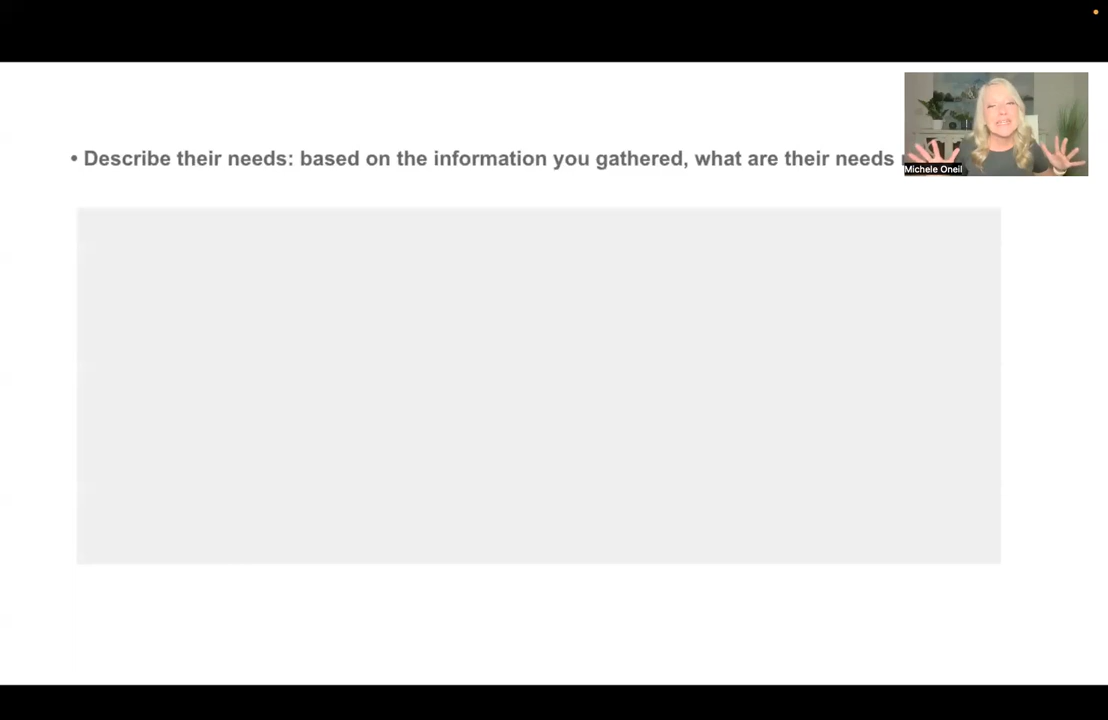 • Describe their needs: based on the information you gathered, what are their needs
Michele Oneil